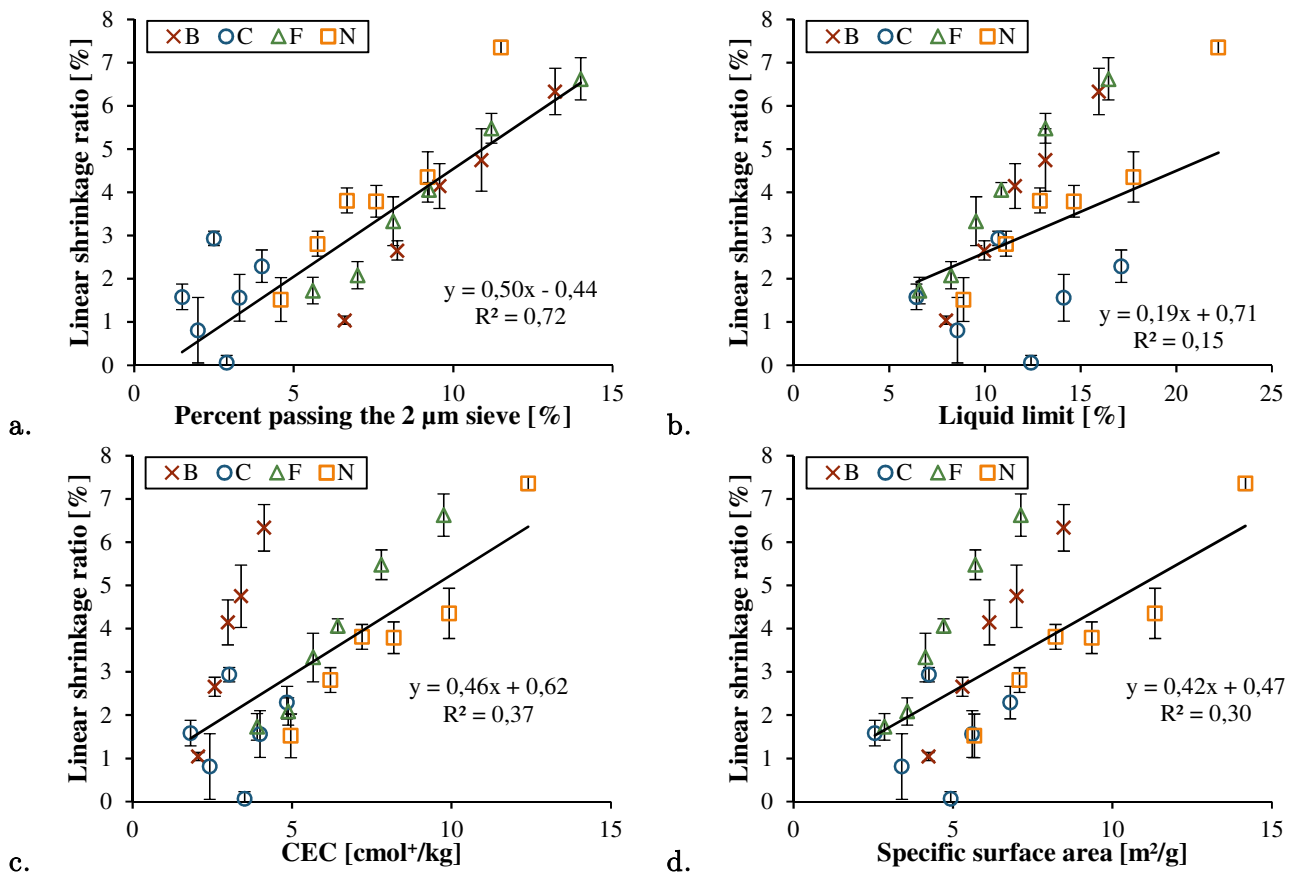 B C F N
8
7
6
5
4
3
2
1
0
Linear shrinkage ratio [%]
y = 0,50x - 0,44
R² = 0,72
0 5 10 15
Percent passing the 2 µm sieve [%]
a.
B C F N
8
7
6
5
4
3
2
1
0
Linear shrinkage ratio [%]
y = 0,19x + 0,71
R² = 0,15
0 5 10 15 20 25
Liquid limit [%]
b.
B C F N
8
7
6
5
4
3
2
1
0
Linear shrinkage ratio [%]
y = 0,46x + 0,62
R² = 0,37
0 5 10 15
CEC [cmol⁺/kg]
c.
B C F N
8
7
6
5
4
3
2
1
0
Linear shrinkage ratio [%]
y = 0,42x + 0,47
R² = 0,30
0 5 10 15
Specific surface area [m²/g]
d.